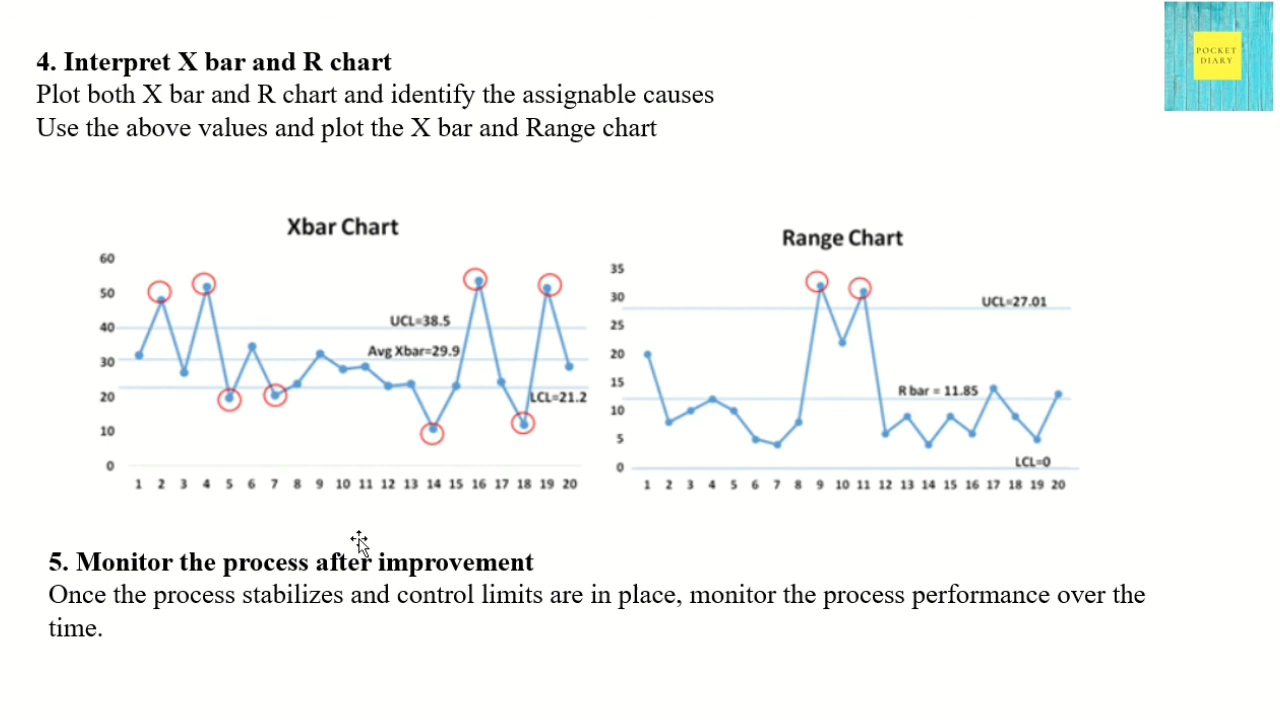 POCKET
DIARY
4. Interpret X bar and R chart
Plot both X bar and R chart and identify the assignable causes
Use the above values and plot the X bar and Range chart
Xbar Chart
60
50
40
30
20
10
0
UCL=38.5
Avg Xbar=29.9
LCL=21.2
1 2 3 4 5 6 7 8 9 10 11 12 13 14 15 16 17 18 19 20
Range Chart
35
30
25
20
15
10
5
0
UCL=27.01
R bar = 11.85
LCL=0
1 2 3 4 5 6 7 8 9 10 11 12 13 14 15 16 17 18 19 20
5. Monitor the process after improvement
Once the process stabilizes and control limits are in place, monitor the process performance over the
time.